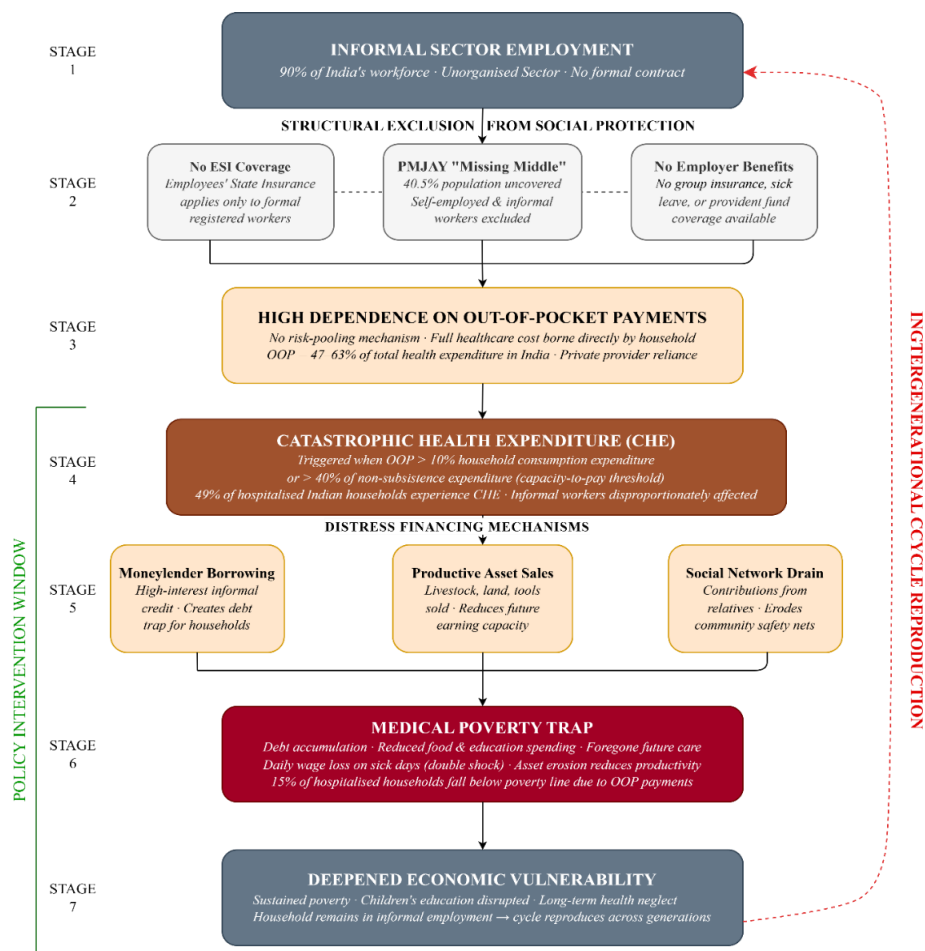 STAGE
1
INFORMAL SECTOR EMPLOYMENT
90% of India's workforce · Unorganised Sector · No formal contract
STRUCTURAL EXCLUSION FROM SOCIAL PROTECTION
STAGE
2
No ESI Coverage
Employees' State Insurance
applies only to formal
registered workers
PMJAY "Missing Middle"
40.5% population uncovered
Self-employed & informal
workers excluded
No Employer Benefits
No group insurance, sick
leave, or provident fund
coverage available
STAGE
3
HIGH DEPENDENCE ON OUT-OF-POCKET PAYMENTS
No risk-pooling mechanism · Full healthcare cost borne directly by household
OOP 47 63% of total health expenditure in India · Private provider reliance
STAGE
4
CATASTROPHIC HEALTH EXPENDITURE (CHE)
Triggered when OOP > 10% household consumption expenditure
or > 40% of non-subsistence expenditure (capacity-to-pay threshold)
49% of hospitalised Indian households experience CHE · Informal workers disproportionately affected
DISTRESS FINANCING MECHANISMS
STAGE
5
Moneylender Borrowing
High-interest informal
credit · Creates debt
trap for households
Productive Asset Sales
Livestock, land, tools
sold · Reduces future
earning capacity
Social Network Drain
Contributions from
relatives · Erodes
community safety nets
STAGE
6
MEDICAL POVERTY TRAP
Debt accumulation · Reduced food & education spending · Foregone future care
Daily wage loss on sick days (double shock) · Asset erosion reduces productivity
15% of hospitalised households fall below poverty line due to OOP payments
STAGE
7
DEEPENED ECONOMIC VULNERABILITY
Sustained poverty · Children's education disrupted · Long-term health neglect
Household remains in informal employment → cycle reproduces across generations
POLICY INTERVENTION WINDOW
INGTERGENERATIONAL CCYCLE REPRODUCTION